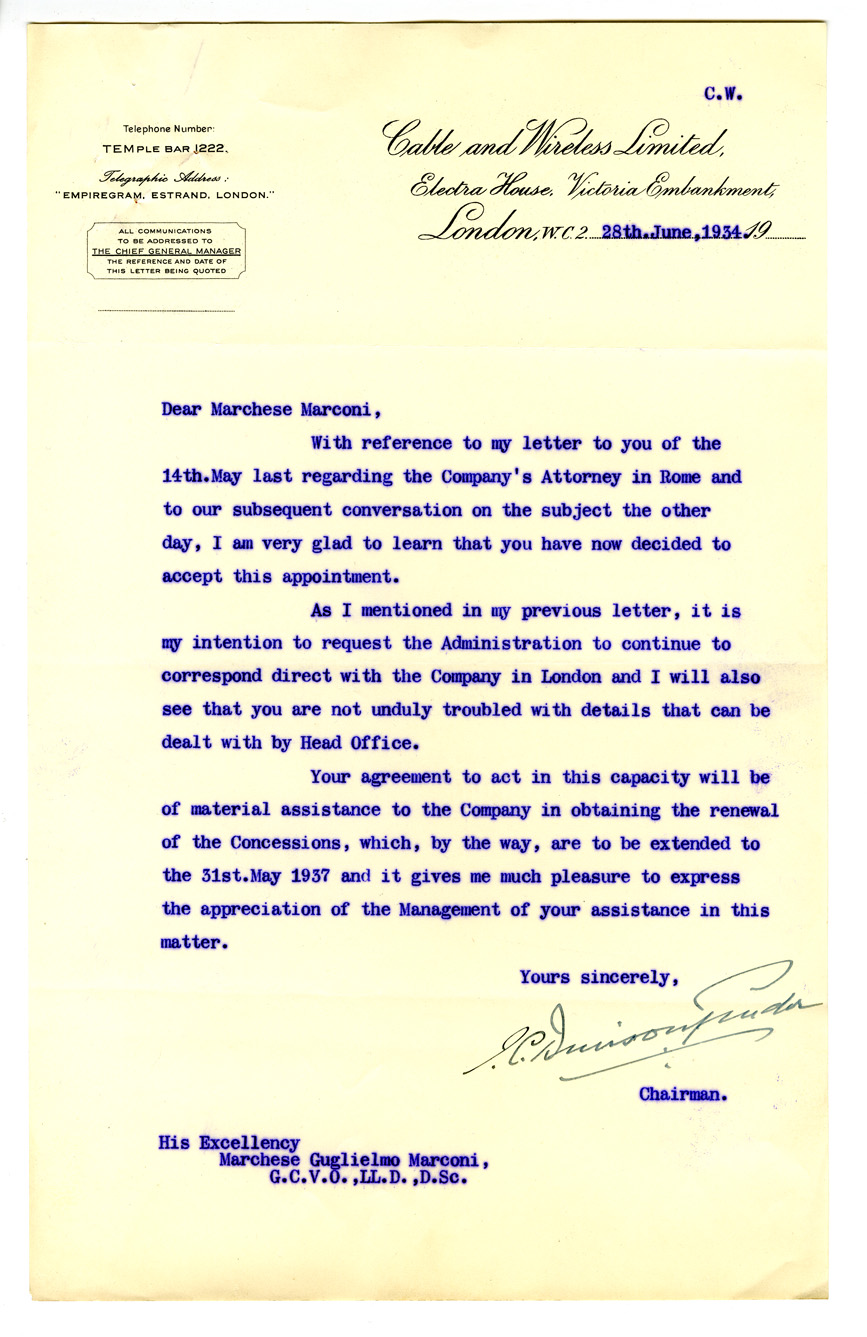 C.W.
Telephone Number:
TEMPLE BAR 1222.
Telegraphic Address:
"EMPIREGRAM, ESTRAND, LONDON."
ALL COMMUNICATIONS
TO BE ADDRESSED TO
THE CHIEF GENERAL MANAGER
THE REFERENCE AND DATE OF
THIS LETTER BEING QUOTED
Cable and Wireless Limited,
Electra House, Victoria Embankment,
London, W.C.2. 28th.June,1934. 19
Dear Marchese Marconi,
With reference to my letter to you of the
14th.May last regarding the Company's Attorney in Rome and
to our subsequent conversation on the subject the other
day, I am very glad to learn that you have now decided to
accept this appointment.
As I mentioned in my previous letter, it is
my intention to request the Administration to continue to
correspond direct with the Company in London and I will also
see that you are not unduly troubled with details that can be
dealt with by Head Office.
Your agreement to act in this capacity will be
of material assistance to the Company in obtaining the renewal
of the Concessions, which, by the way, are to be extended to
the 31st.May 1937 and it gives me much pleasure to express
the appreciation of the Management of your assistance in this
matter.
Yours sincerely,
J.C. Denison Pender
Chairman.
His Excellency
Marchese Guglielmo Marconi,
G.C.V.O.,LL.D.,D.Sc.